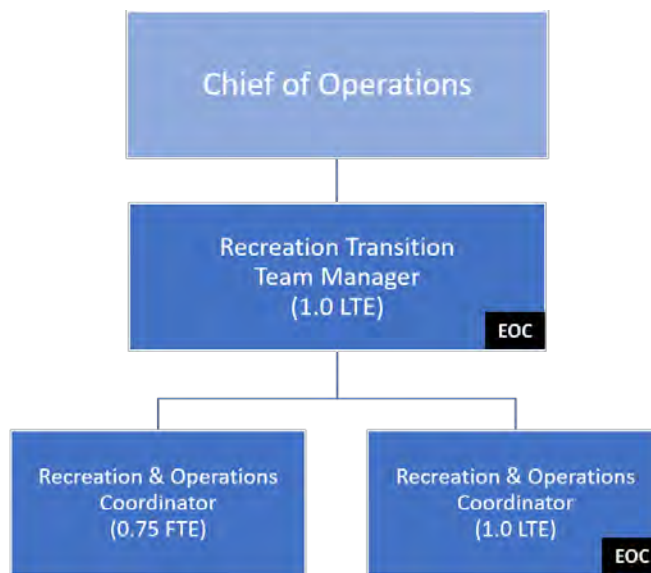 Chief of Operations
Recreation Transition
Team Manager
(1.0 LTE)
EOC
Recreation & Operations
Coordinator
(0.75 FTE)
Recreation & Operations
Coordinator
(1.0 LTE)
EOC